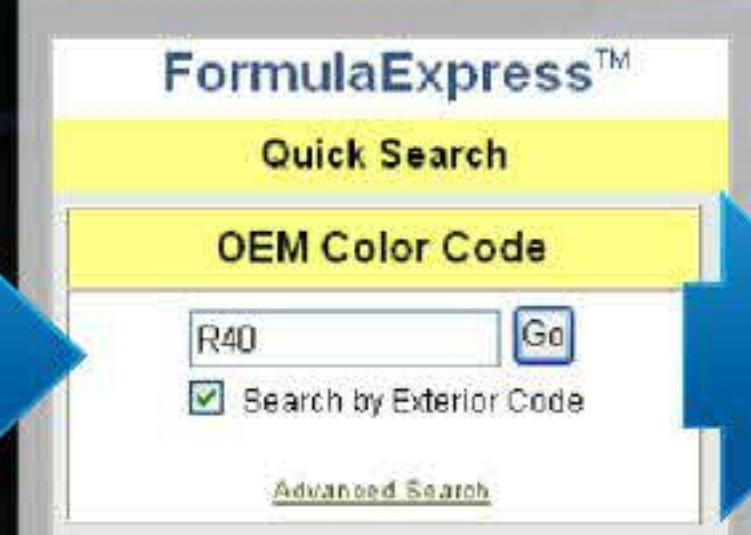 FormulaExpress™
Quick Search
OEM Color Code
R40 Go
Search by Exterior Code
Advanced Search